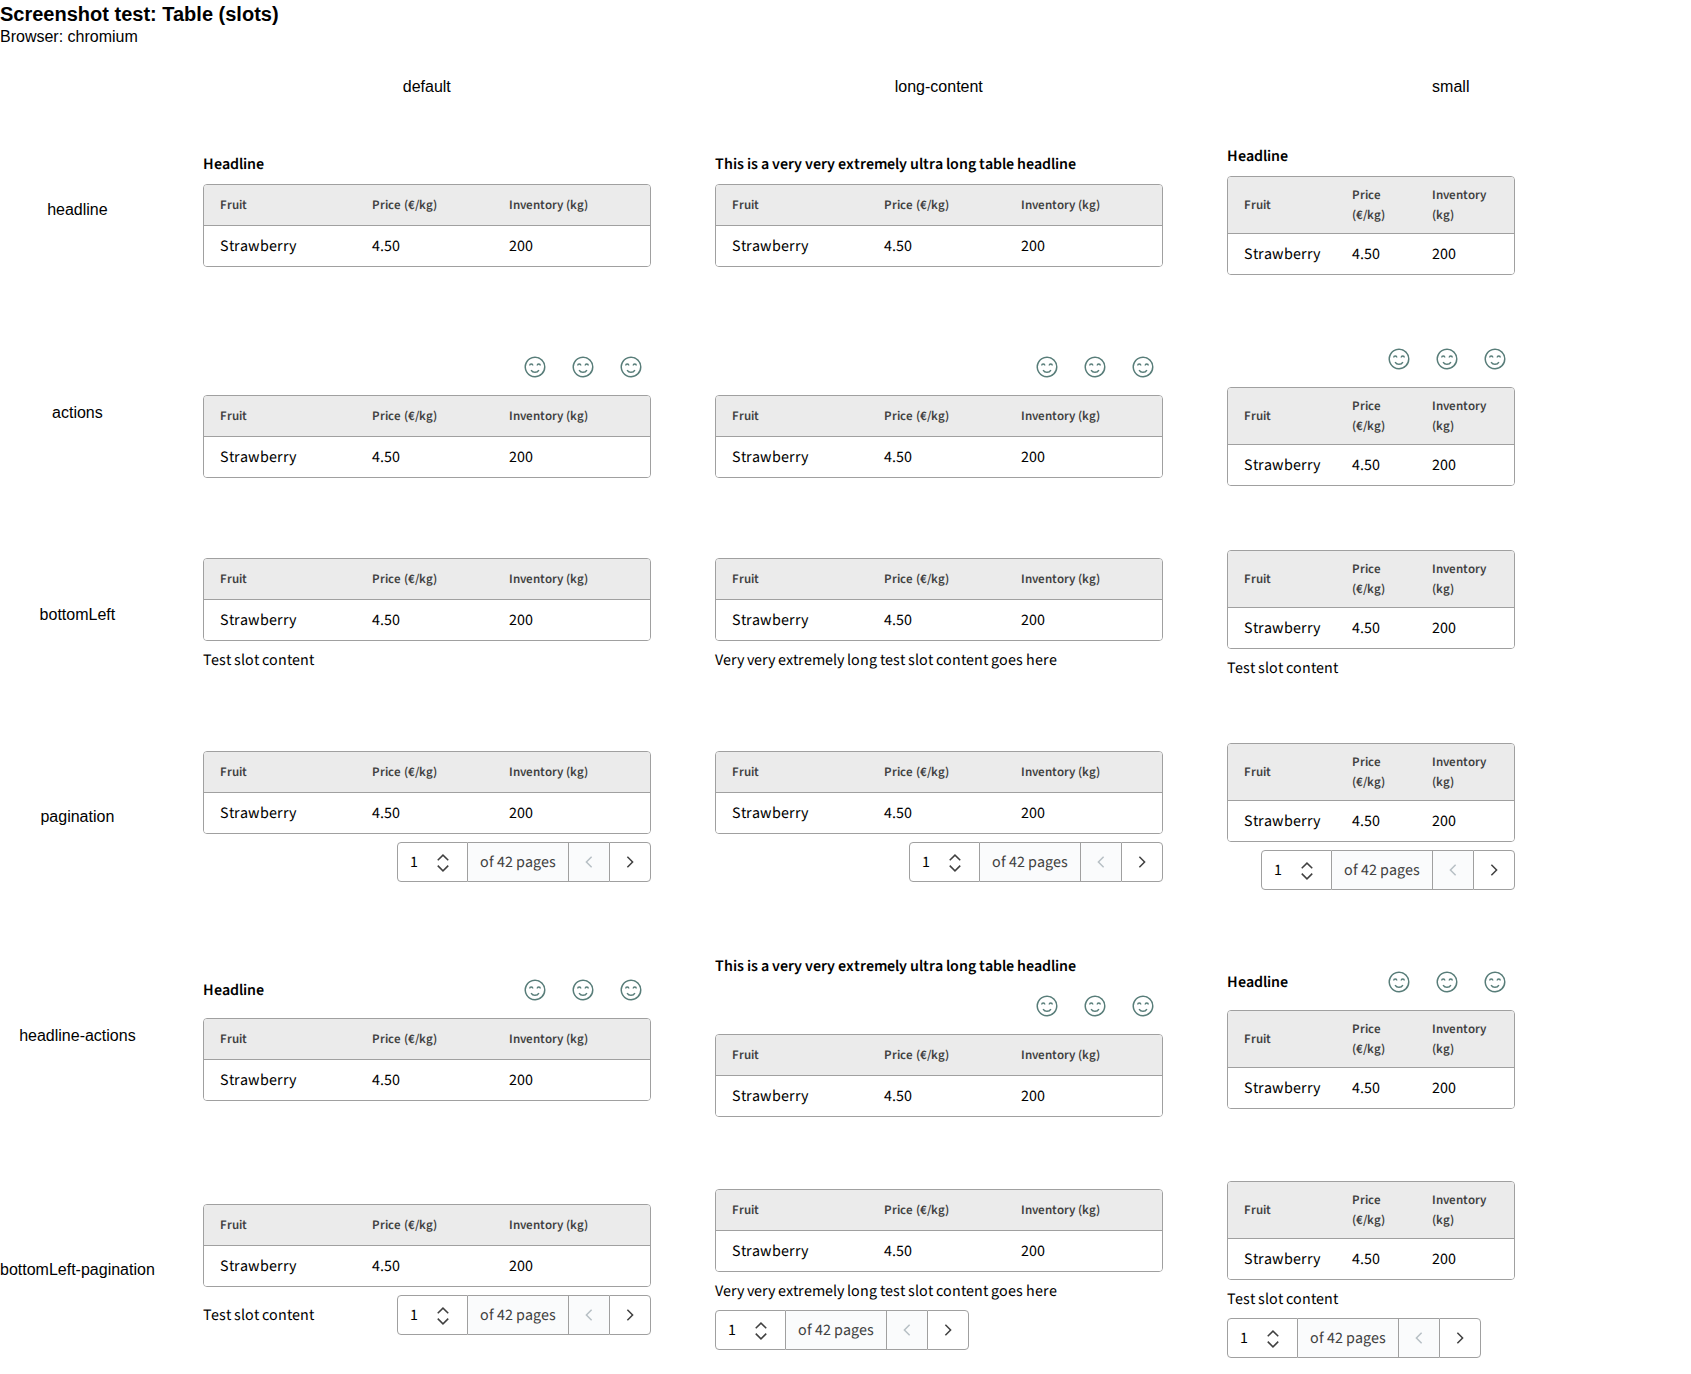 Screenshot test: Table (slots)
Browser: chromium
default long-content small
headline
Headline
Fruit Price (€/kg) Inventory (kg)
Strawberry 4.50 200
This is a very very extremely ultra long table headline
Fruit Price (€/kg) Inventory (kg)
Strawberry 4.50 200
Headline
Fruit Price (€/kg) Inventory (kg)
Strawberry 4.50 200
actions
Fruit Price (€/kg) Inventory (kg)
Strawberry 4.50 200
Fruit Price (€/kg) Inventory (kg)
Strawberry 4.50 200
Fruit Price (€/kg) Inventory (kg)
Strawberry 4.50 200
bottomLeft
Fruit Price (€/kg) Inventory (kg)
Strawberry 4.50 200
Test slot content
Fruit Price (€/kg) Inventory (kg)
Strawberry 4.50 200
Very very extremely long test slot content goes here
Fruit Price (€/kg) Inventory (kg)
Strawberry 4.50 200
Test slot content
pagination
Fruit Price (€/kg) Inventory (kg)
Strawberry 4.50 200
1 of 42 pages
Fruit Price (€/kg) Inventory (kg)
Strawberry 4.50 200
1 of 42 pages
Fruit Price (€/kg) Inventory (kg)
Strawberry 4.50 200
1 of 42 pages
headline-actions
Headline
Fruit Price (€/kg) Inventory (kg)
Strawberry 4.50 200
This is a very very extremely ultra long table headline
Fruit Price (€/kg) Inventory (kg)
Strawberry 4.50 200
Headline
Fruit Price (€/kg) Inventory (kg)
Strawberry 4.50 200
bottomLeft-pagination
Fruit Price (€/kg) Inventory (kg)
Strawberry 4.50 200
Test slot content 1 of 42 pages
Fruit Price (€/kg) Inventory (kg)
Strawberry 4.50 200
Very very extremely long test slot content goes here
1 of 42 pages
Fruit Price (€/kg) Inventory (kg)
Strawberry 4.50 200
Test slot content
1 of 42 pages